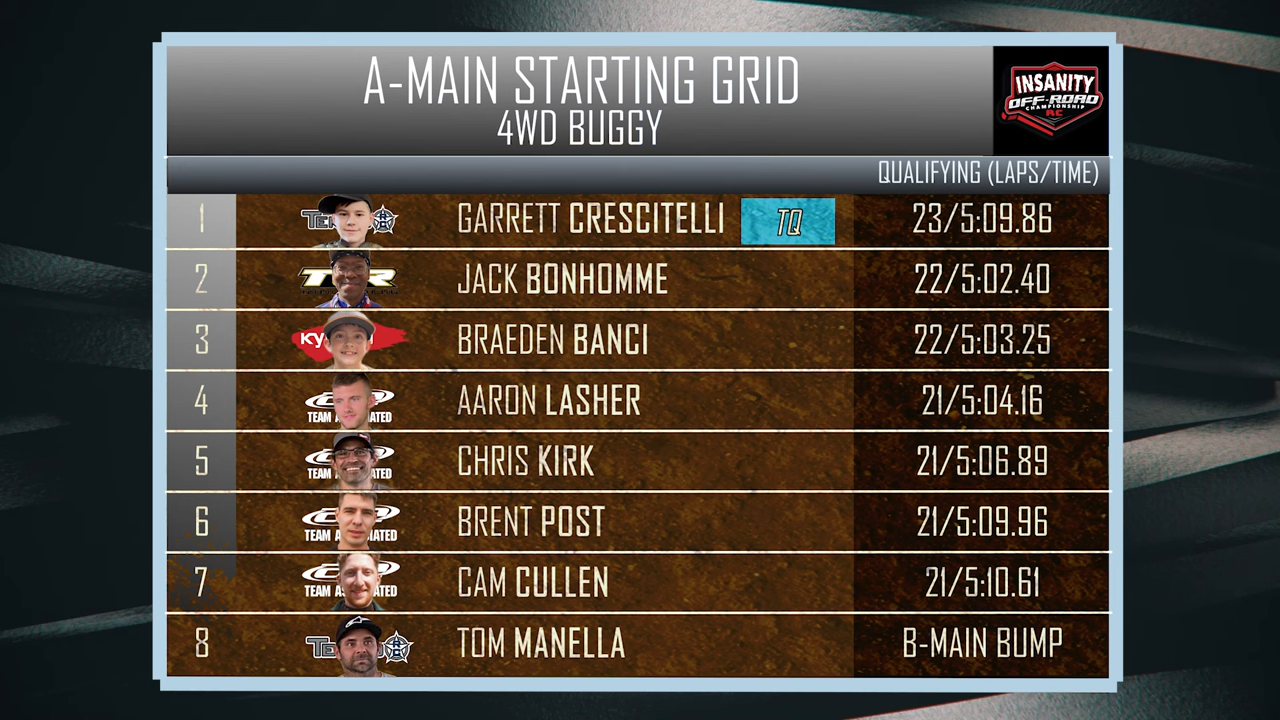 A-MAIN STARTING GRID
4WD BUGGY
INSANITY
OFF-ROAD
CHAMPIONSHIP
RC
QUALIFYING (LAPS/TIME)
1 GARRETT CRESCITELLI TQ 23/5:09.86
2 JACK BONHOMME 22/5:02.40
3 BRAEDEN BANCI 22/5:03.25
4 TEAM AARON LASHER 21/5:04.16
5 TEAM CHRIS KIRK 21/5:06.89
6 TEAM BRENT POST 21/5:09.96
7 TEAM CAM CULLEN 21/5:10.61
8 TOM MANELLA B-MAIN BUMP